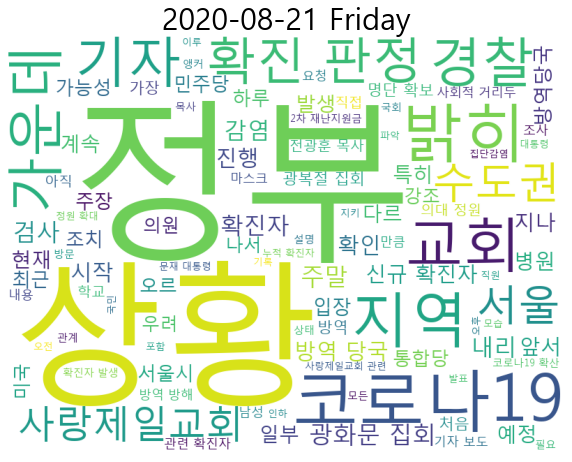 2020-08-21 Friday
가운데
기자
확진 판정
경찰
이루
앵커
가능성
가장
민주당
요청
명단 확보
사회적 거리두
방역당국
하루
발생
직접
국회
2차 재난지원금
목사
계속
감염
전광훈 목사
파악
조사
대통령
집단감염
정부
밝히
아직
진행
마스크
광복절 집회
특히
강조
수도권
정원 확대
주장
의원
지키
의대 정원
검사
조치
나서
확진자
다르
교회
지나
현재
방문
설명
누적 확진자
확인
만큼
병원
최근
시작
문재 대통령
가족
주말
신규 확진자
직원
내용
학교
국민
오르
상황
지역
서울
오후
모습
미국
관계
우려
오전
입장
상태
방역
방역 당국
통합당
내리
앞서
확진자 발생
포함
서울시
사랑제일교회 관련
코로나19 확산
방역 방해
코로나19
모든
발표
사랑제일교회
남성
인하
처음
예정
관련 확진자
일부
광화문 집회
기자 보도
필요